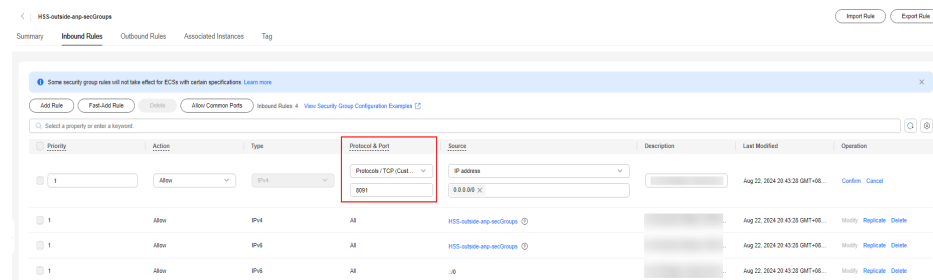 HSS-outside-anp-secGroups Import Rule Export Rule
Summary Inbound Rules Outbound Rules Associated Instances Tag
Some security group rules will not take effect for ECSs with certain specifications. Learn more
Add Rule Fast-Add Rule Delete Allow Common Ports Inbound Rules 4 View Security Group Configuration Examples
Select a property or enter a keyword.
Priority Action Type Protocol & Port Source Description Last Modified Operation
Protocols / TCP (Cust... IP address
1 Allow IPv4 Aug 22, 2024 20:43:28 GMT+08... Confirm Cancel
8091 0.0.0.0/0
1 Allow IPv4 All HSS-outside-anp-secGroups Aug 22, 2024 20:43:28 GMT+08... Modify Replicate Delete
1 Allow IPv6 All HSS-outside-anp-secGroups Aug 22, 2024 20:43:28 GMT+08... Modify Replicate Delete
1 Allow IPv6 All ::/0 Aug 22, 2024 20:43:28 GMT+08... Modify Replicate Delete